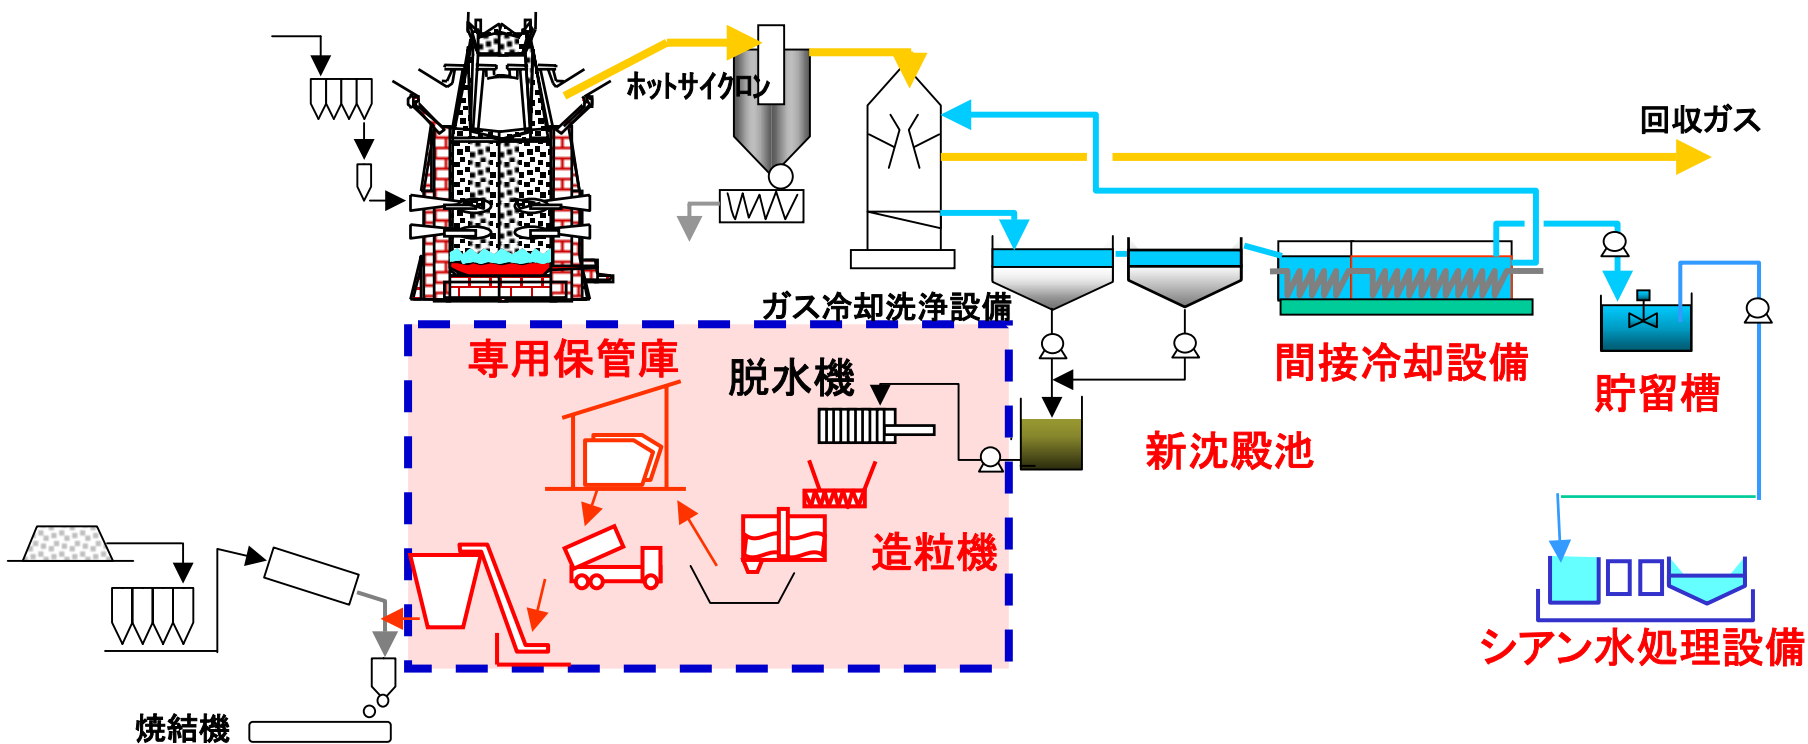 ホットサイクロン
回収ガス
ガス冷却洗浄設備
専用保管庫
脱水機
間接冷却設備
貯留槽
新沈殿池
造粒機
シアン水処理設備
焼結機